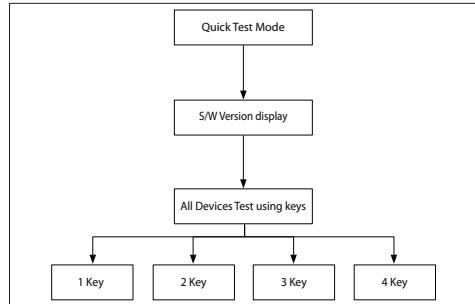 Quick Test Mode
S/W Version display
All Devices Test using keys
1 Key
2 Key
3 Key
4 Key